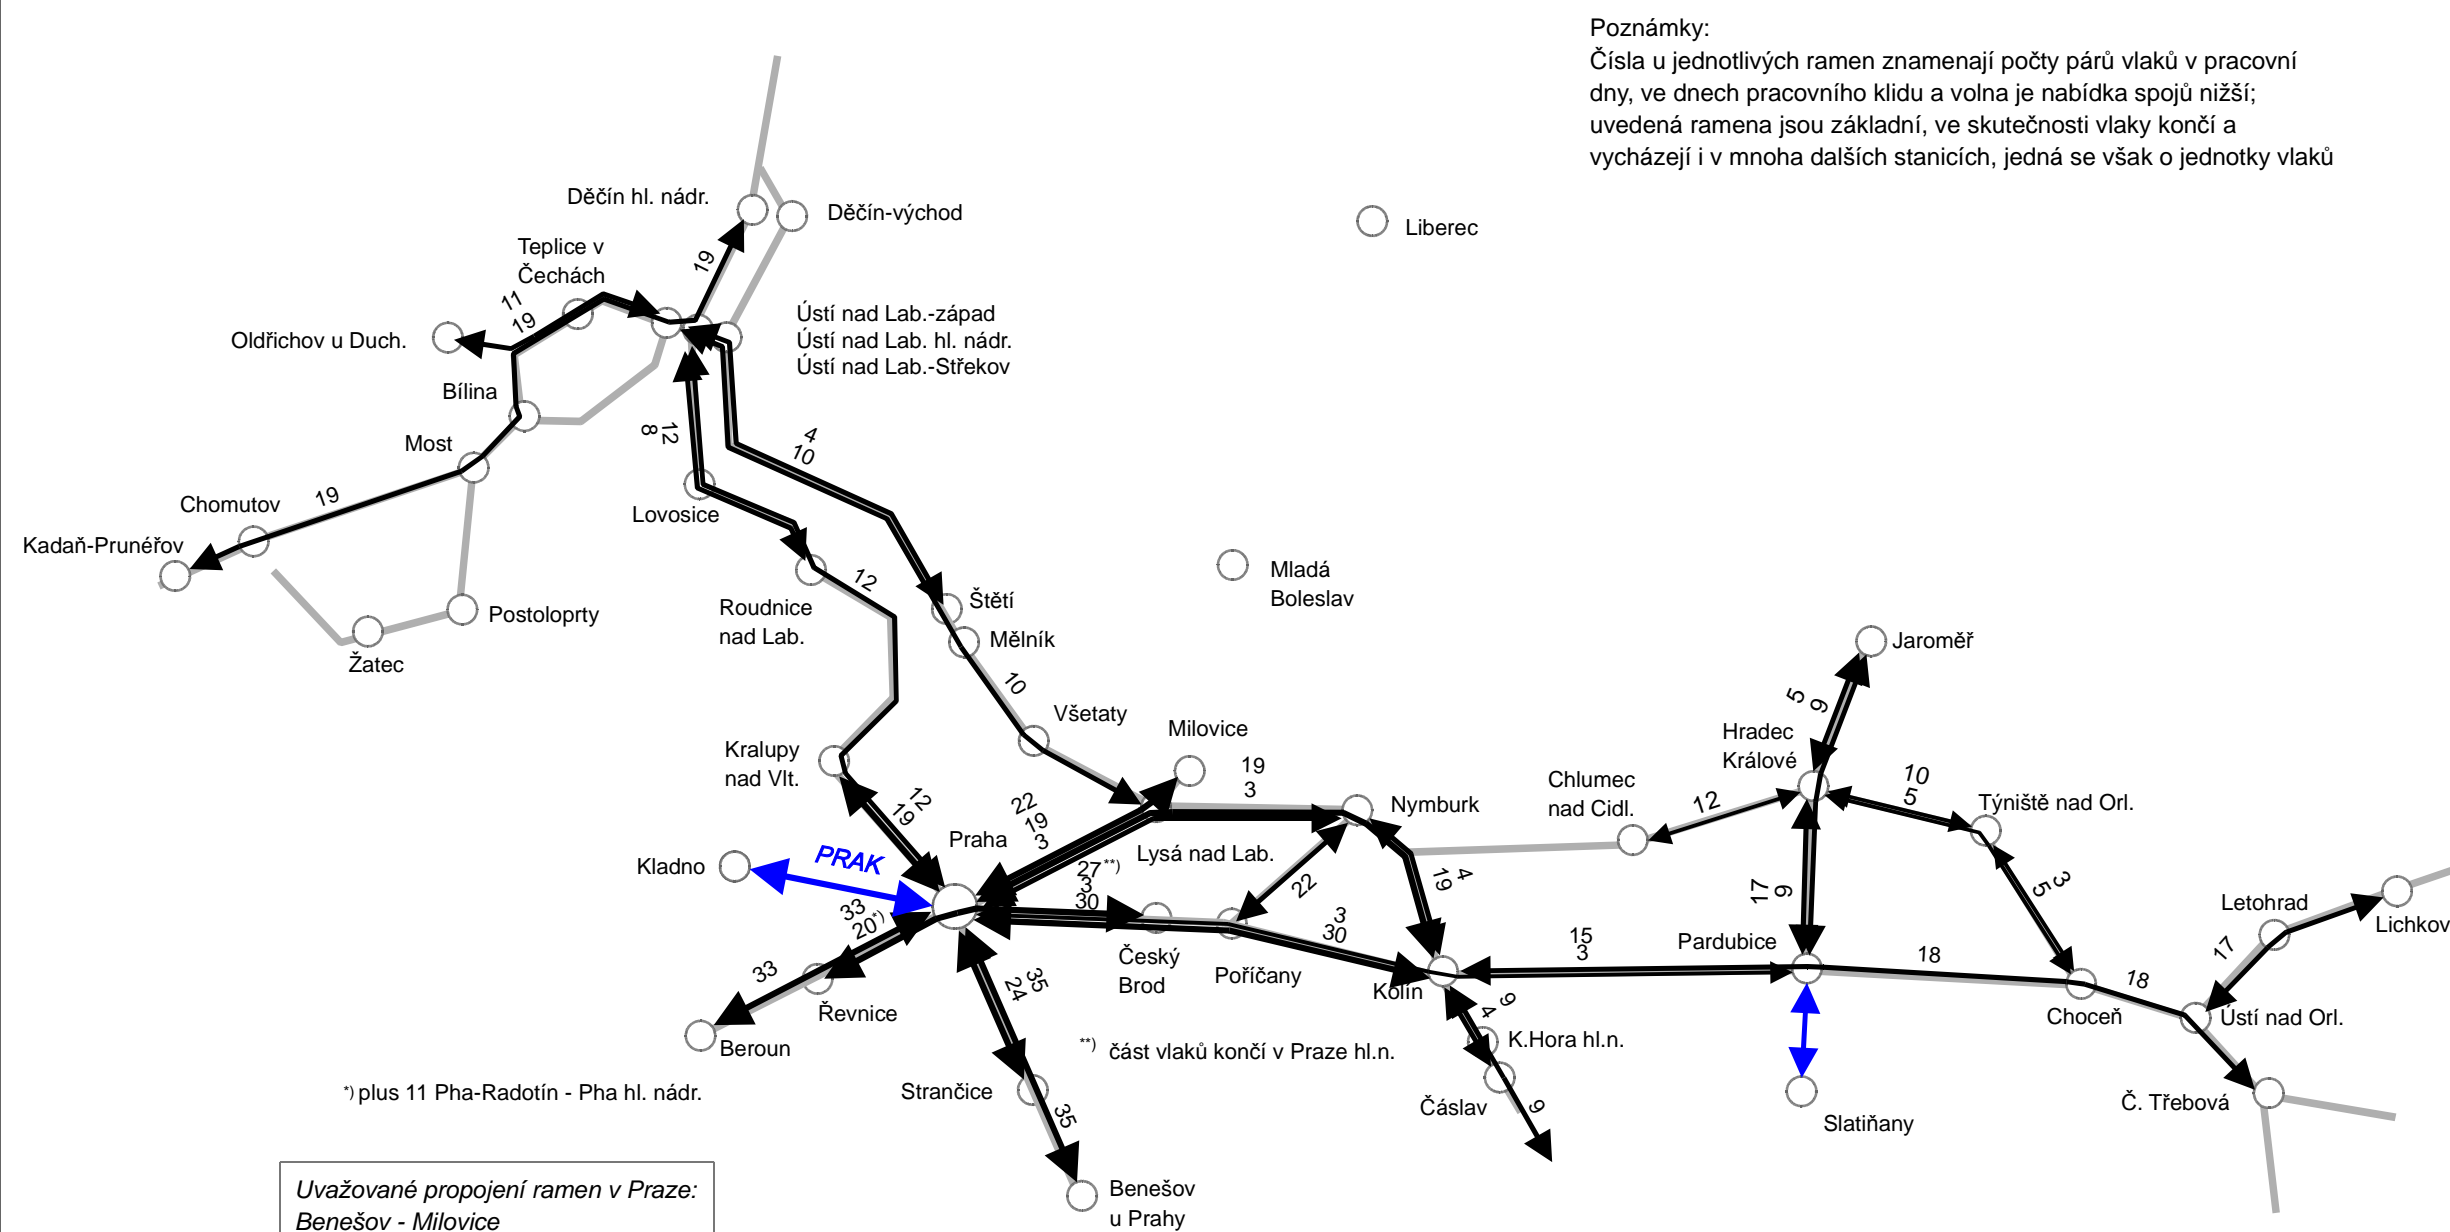 Poznámky:
Čísla u jednotlivých ramen znamenají počty párů vlaků v pracovní
dny, ve dnech pracovního klidu a volna je nabídka spojů nižší;
uvedená ramena jsou základní, ve skutečnosti vlaky končí a
vycházejí i v mnoha dalších stanicích, jedná se však o jednotky vlaků
Děčín hl. nádr.
Děčín-východ
19
Liberec
Teplice v
Čechách
11
19
Oldřichov u Duch.
Ústí nad Lab.-západ
Ústí nad Lab. hl. nádr.
Ústí nad Lab.-Střekov
Bílina
Most
12
8
4
10
Chomutov
19
Lovosice
Kadaň-Prunéřov
12
Roudnice
nad Lab.
Štětí
Mělník
Mladá
Boleslav
Postoloprty
Žatec
10
Jaroměř
5
9
Všetaty
Milovice
Kralupy
nad Vlt.
12
19
22
19
3
19
3
Nymburk
Chlumec
nad Cidl.
12
Hradec
Králové
10
5
Týniště nad Orl.
Praha
Kladno
PRAK
Lysá nad Lab.
27**)
3
30
22
4
19
17
9
3
5
33
20*)
Letohrad
Lichkov
17
33
Český
Brod
Poříčany
3
30
Kolín
15
3
Pardubice
18
Choceň
18
Ústí nad Orl.
Řevnice
Beroun
35
24
**) část vlaků končí v Praze hl.n.
9
4
K.Hora hl.n.
*) plus 11 Pha-Radotín - Pha hl. nádr.
Strančice
35
Čáslav
9
Slatiňany
Č. Třebová
Benešov
u Prahy
Uvažované propojení ramen v Praze:
Benešov - Milovice